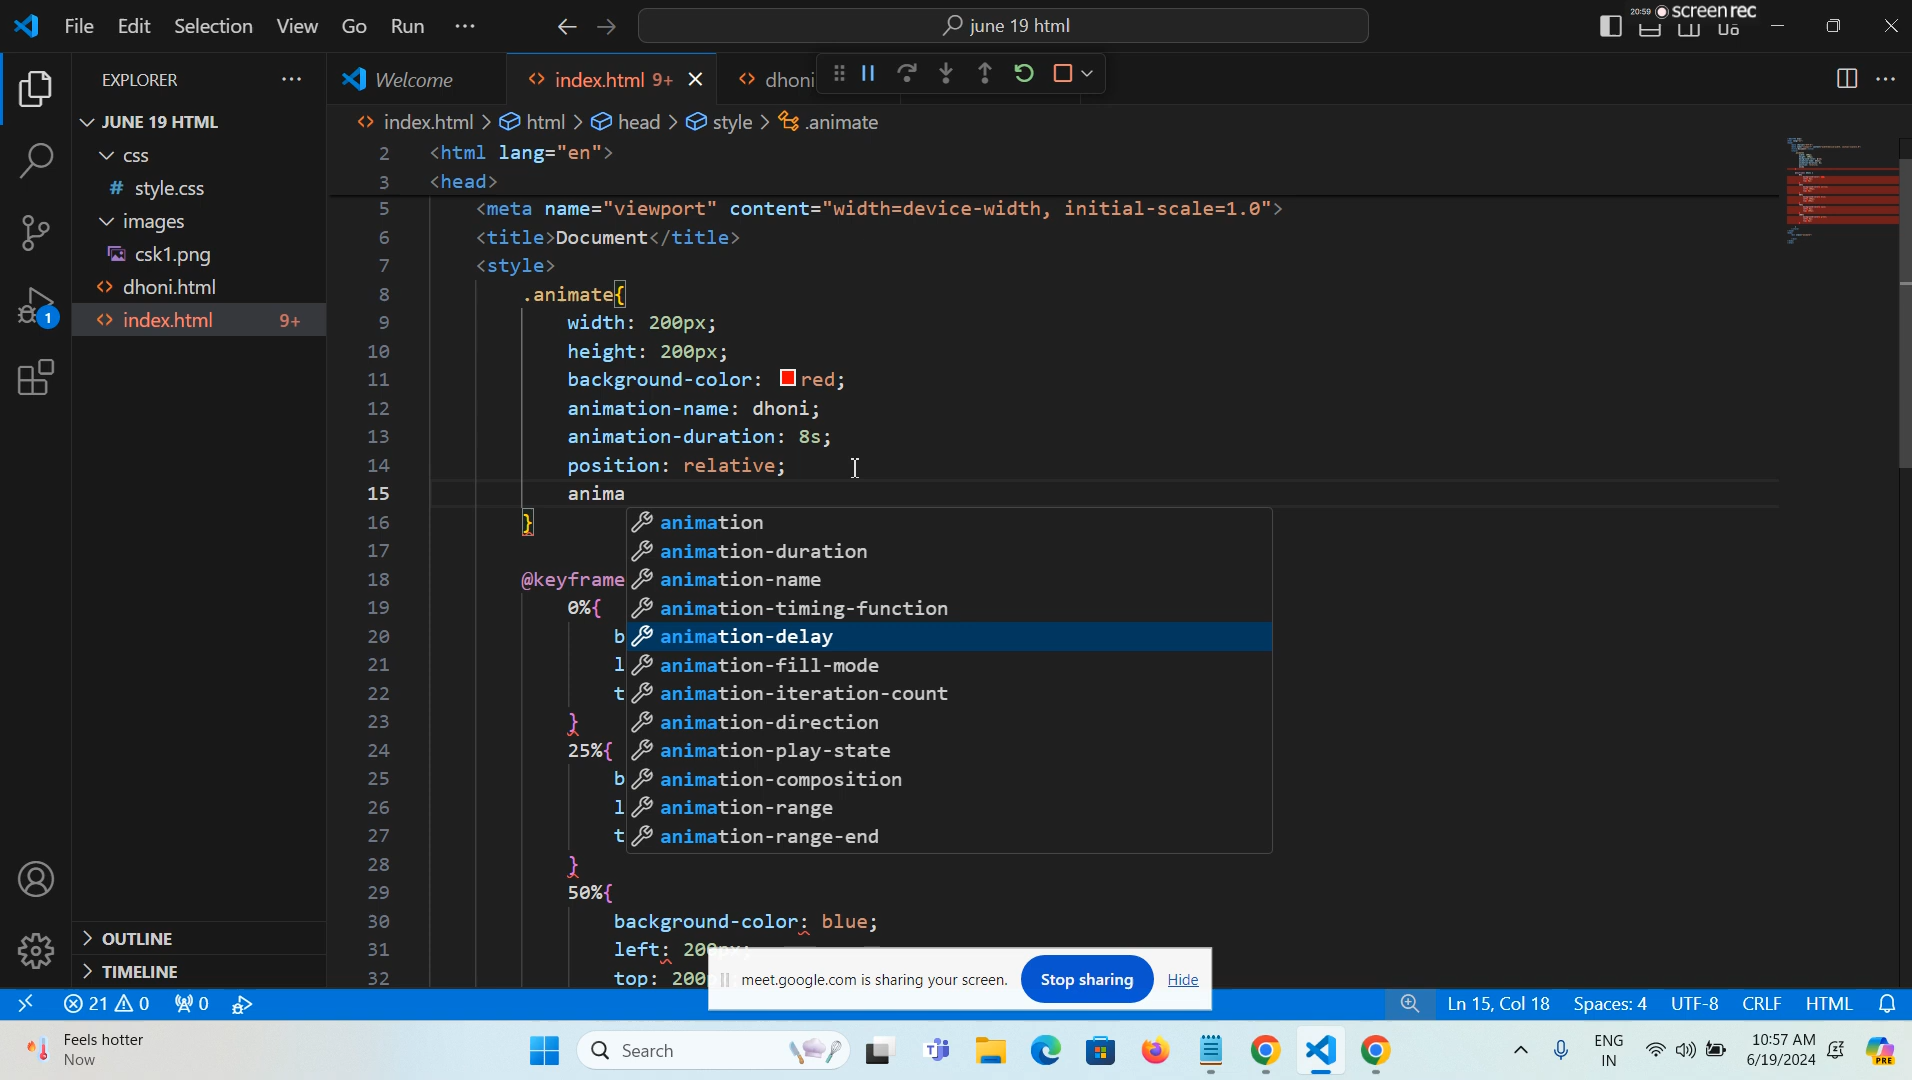 File Edit Selection View Go Run ··· june 19 html 20:59 screen rec
EXPLORER ··· Welcome index.html 9+ dhoni
JUNE 19 HTML
css
style.css
images
csk1.png
dhoni.html
index.html 9+
OUTLINE
TIMELINE
1
index.html > html > head > style > .animate
2 <html lang="en">
3 <head>
5 <meta name="viewport" content="width=device-width, initial-scale=1.0">
6 <title>Document</title>
7 <style>
8 .animate{
9 width: 200px;
10 height: 200px;
11 background-color: red;
12 animation-name: dhoni;
13 animation-duration: 8s;
14 position: relative;
15 anima
16 }
17
18 @keyframe
19 0%{
20 b
21 l
22 t
23 }
24 25%{
25 b
26 l
27 t
28 }
29 50%{
30 background-color: blue;
31 left: 200px;
32 top: 200
animation
animation-duration
animation-name
animation-timing-function
animation-delay
animation-fill-mode
animation-iteration-count
animation-direction
animation-play-state
animation-composition
animation-range
animation-range-end
meet.google.com is sharing your screen. Stop sharing Hide
21 0 0 Ln 15, Col 18 Spaces: 4 UTF-8 CRLF HTML
Feels hotter
Now
Search
ENG
IN
10:57 AM
6/19/2024
PRE